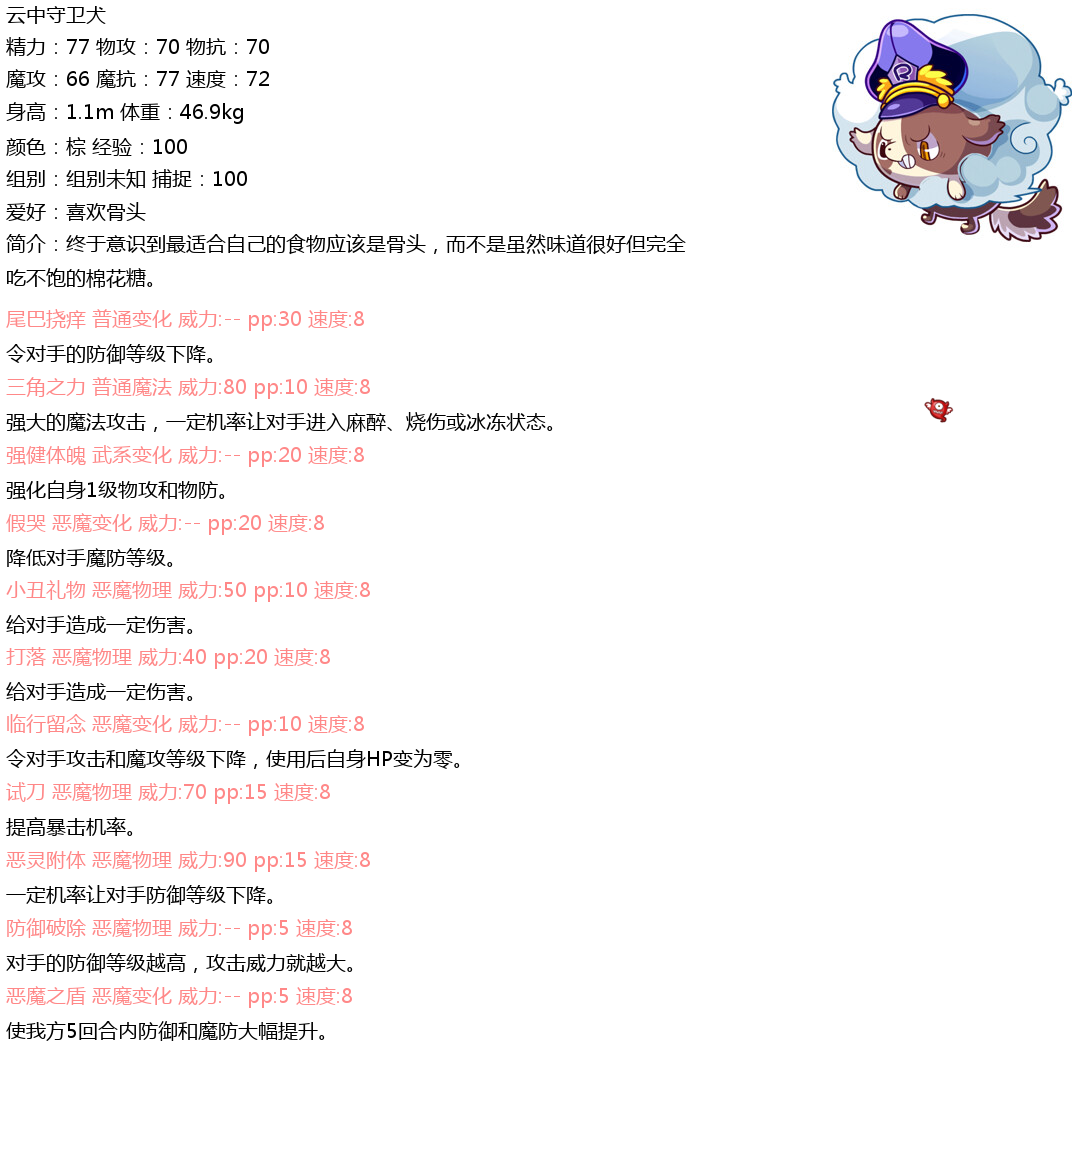 云中守卫犬
精力：77 物攻：70 物抗：70
魔攻：66 魔抗：77 速度：72
身高：1.1m 体重：46.9kg
颜色：棕 经验：100
组别：组别未知 捕捉：100
爱好：喜欢骨头
简介：终于意识到最适合自己的食物应该是骨头，而不是虽然味道很好但完全
吃不饱的棉花糖。
尾巴挠痒 普通变化 威力:-- pp:30 速度:8
令对手的防御等级下降。
三角之力 普通魔法 威力:80 pp:10 速度:8
强大的魔法攻击，一定机率让对手进入麻醉、烧伤或冰冻状态。
强健体魄 武系变化 威力:-- pp:20 速度:8
强化自身1级物攻和物防。
假哭 恶魔变化 威力:-- pp:20 速度:8
降低对手魔防等级。
小丑礼物 恶魔物理 威力:50 pp:10 速度:8
给对手造成一定伤害。
打落 恶魔物理 威力:40 pp:20 速度:8
给对手造成一定伤害。
临行留念 恶魔变化 威力:-- pp:10 速度:8
令对手攻击和魔攻等级下降，使用后自身HP变为零。
试刀 恶魔物理 威力:70 pp:15 速度:8
提高暴击机率。
恶灵附体 恶魔物理 威力:90 pp:15 速度:8
一定机率让对手防御等级下降。
防御破除 恶魔物理 威力:-- pp:5 速度:8
对手的防御等级越高，攻击威力就越大。
恶魔之盾 恶魔变化 威力:-- pp:5 速度:8
使我方5回合内防御和魔防大幅提升。
R